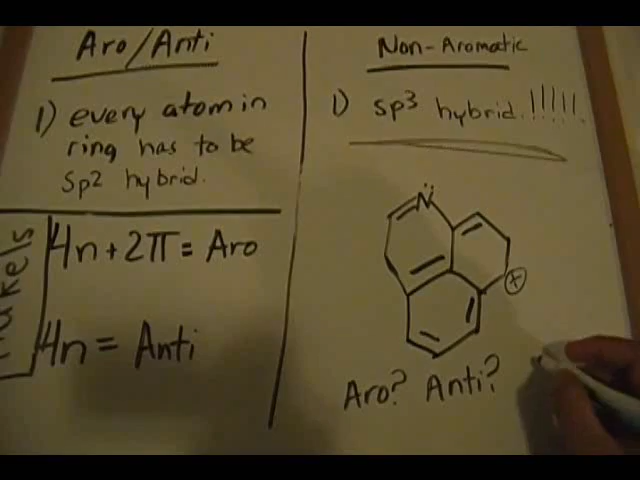 Aro/Anti
1) every atom in
ring has to be
sp2 hybrid.
4n+2π = Aro
4n = Anti
Non-Aromatic
1) sp³ hybrid.!!!!!
N
+
Aro? Anti?